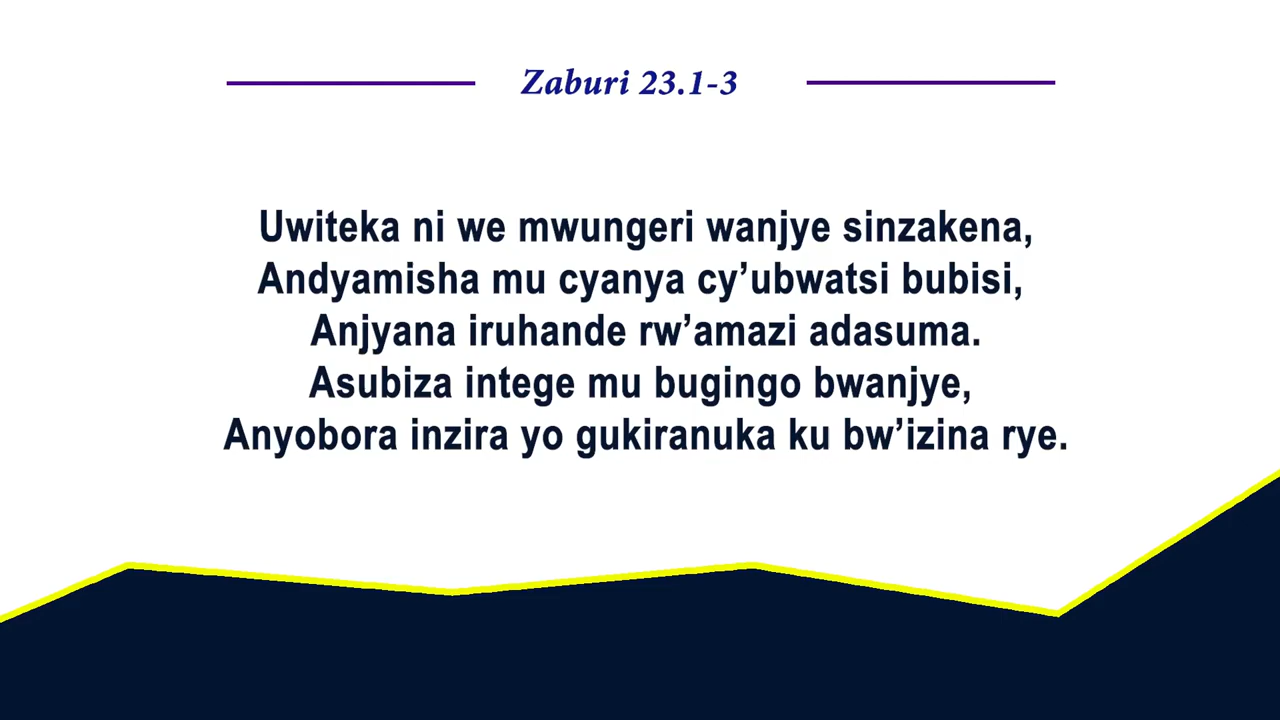 Zaburi 23.1-3
Uwiteka ni we mwungeri wanjye sinzakena,
Andyamisha mu cyanya cy’ubwatsi bubisi,
Anjyana iruhande rw’amazi adasuma.
Asubiza intege mu bugingo bwanjye,
Anyobora inzira yo gukiranuka ku bw’izina rye.